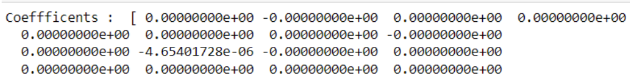 Coeffficents :  [ 0.00000000e+00 -0.00000000e+00  0.00000000e+00  0.00000000e+00
  0.00000000e+00  0.00000000e+00  0.00000000e+00 -0.00000000e+00
  0.00000000e+00 -4.65401728e-06 -0.00000000e+00  0.00000000e+00
  0.00000000e+00  0.00000000e+00  0.00000000e+00  0.00000000e+00